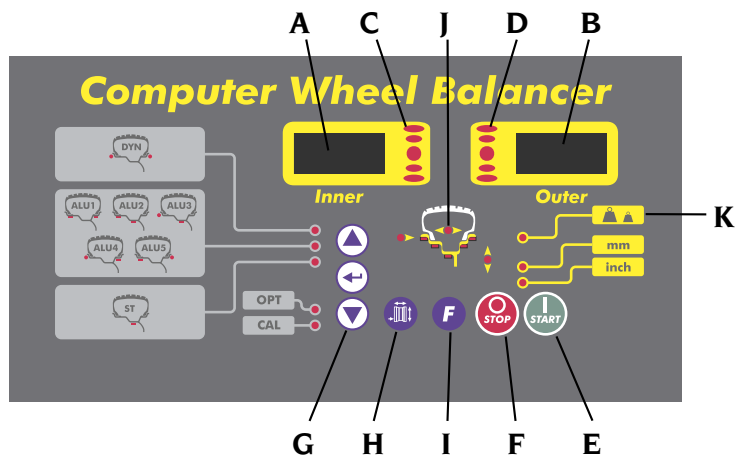 A C J D B
Computer Wheel Balancer
DYN
Inner
Outer
ALU1 ALU2 ALU3
K
mm
ALU4 ALU5
inch
OPT
ST
CAL
F
STOP
START
G H I F E